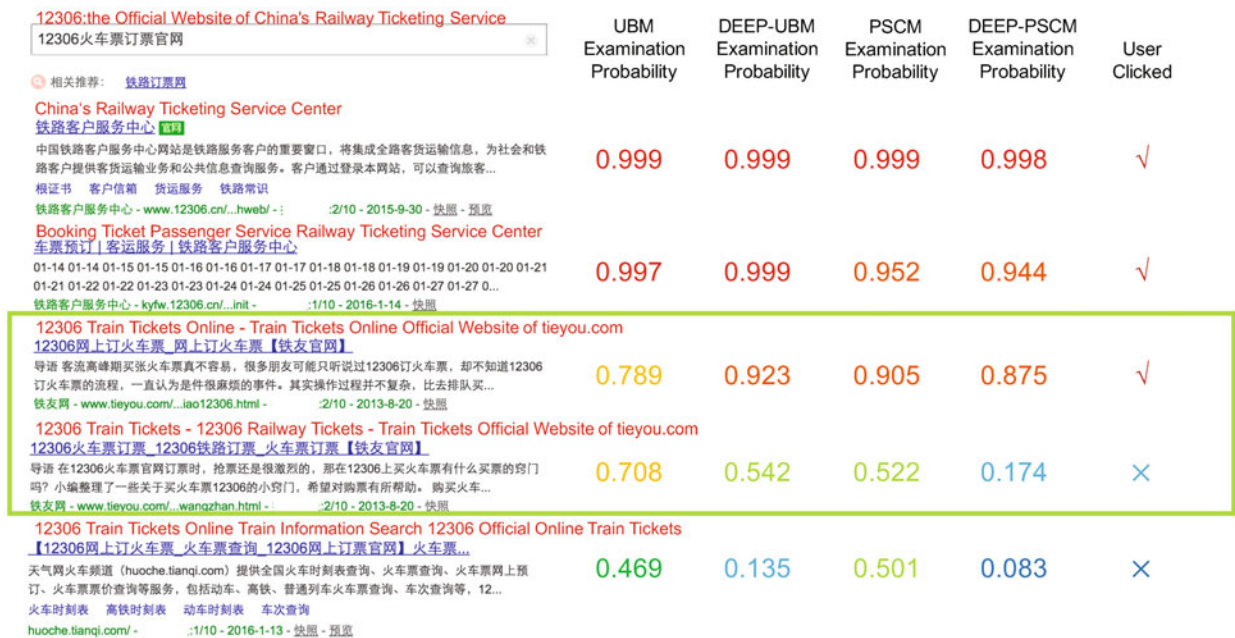 12306:the Official Website of China's Railway Ticketing Service
12306火车票订票官网
UBM Examination Probability
DEEP-UBM Examination Probability
PSCM Examination Probability
DEEP-PSCM Examination Probability
User Clicked
相关推荐： 铁路订票网
China's Railway Ticketing Service Center
铁路客户服务中心 官网
中国铁路客户服务中心网站是铁路服务客户的重要窗口，将集成全路客货运输信息，为社会和铁
路客户提供客货运输业务和公共信息查询服务。客户通过登录本网站，可以查询旅客...
0.999 0.999 0.999 0.998 √
根证书 客户信箱 货运服务 铁路常识
铁路客户服务中心 - www.12306.cn/...hweb/ - :2/10 - 2015-9-30 - 快照 - 预览
Booking Ticket Passenger Service Railway Ticketing Service Center
车票预订 | 客运服务 | 铁路客户服务中心
01-14 01-14 01-15 01-15 01-16 01-16 01-17 01-17 01-18 01-18 01-19 01-19 01-20 01-20 01-21
01-21 01-22 01-22 01-23 01-23 01-24 01-24 01-25 01-25 01-26 01-26 01-27 01-27 0...
0.997 0.999 0.952 0.944 √
铁路客户服务中心 - kyfw.12306.cn/...init - :1/10 - 2016-1-14 - 快照
12306 Train Tickets Online - Train Tickets Online Official Website of tieyou.com
12306网上订火车票_网上订火车票【铁友官网】
导语 客流高峰期买张火车票真不容易，很多朋友可能只听说过12306订火车票，却不知道12306
订火车票的流程，一直认为是件很麻烦的事件。其实操作过程并不复杂，比去排队买...
0.789 0.923 0.905 0.875 √
铁友网 - www.tieyou.com/...iao12306.html - :2/10 - 2013-8-20 - 快照
12306 Train Tickets - 12306 Railway Tickets - Train Tickets Official Website of tieyou.com
12306火车票订票_12306铁路订票_火车票订票【铁友官网】
导语 在12306火车票官网订票时，抢票还是很激烈的，那在12306上买火车票有什么买票的窍门
吗？小编整理了一些关于买火车票12306的小窍门，希望对购票有所帮助。 购买火车...
0.708 0.542 0.522 0.174 ×
铁友网 - www.tieyou.com/...wangzhan.html - :2/10 - 2013-8-20 - 快照
12306 Train Tickets Online Train Information Search 12306 Official Online Train Tickets
【12306网上订火车票_火车票查询_12306网上订票官网】火车票...
天气网火车频道（huoche.tianqi.com）提供全国火车时刻表查询、火车票查询、火车票网上预
订、火车票票价查询等服务，包括动车、高铁、普通列车火车票查询、车次查询等，12...
0.469 0.135 0.501 0.083 ×
火车时刻表 高铁时刻表 动车时刻表 车次查询
huoche.tianqi.com/ - :1/10 - 2016-1-13 - 快照 - 预览